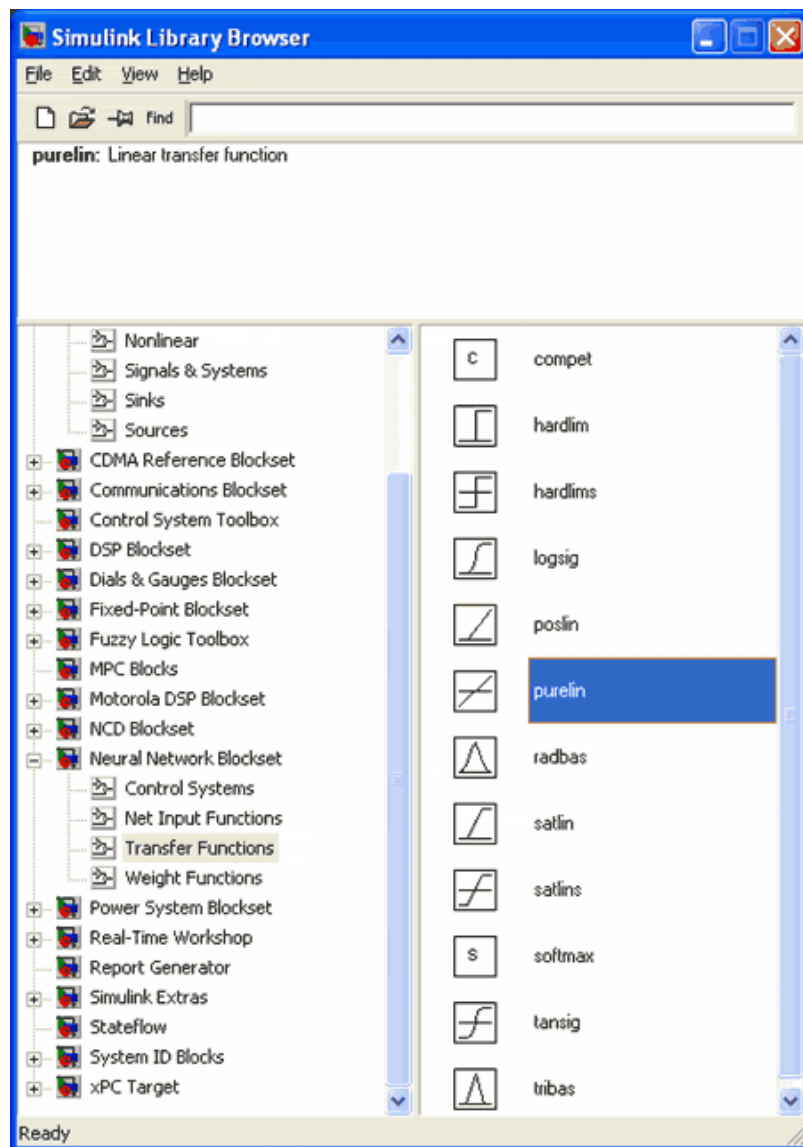 Simulink Library Browser
File Edit View Help
Find
purelin: Linear transfer function
Nonlinear
Signals & Systems
Sinks
Sources
CDMA Reference Blockset
Communications Blockset
Control System Toolbox
DSP Blockset
Dials & Gauges Blockset
Fixed-Point Blockset
Fuzzy Logic Toolbox
MPC Blocks
Motorola DSP Blockset
NCD Blockset
Neural Network Blockset
Control Systems
Net Input Functions
Transfer Functions
Weight Functions
Power System Blockset
Real-Time Workshop
Report Generator
Simulink Extras
Stateflow
System ID Blocks
xPC Target
C compet
hardlim
hardlims
logsig
poslin
purelin
radbas
satlin
satlins
S softmax
tansig
tribas
Ready